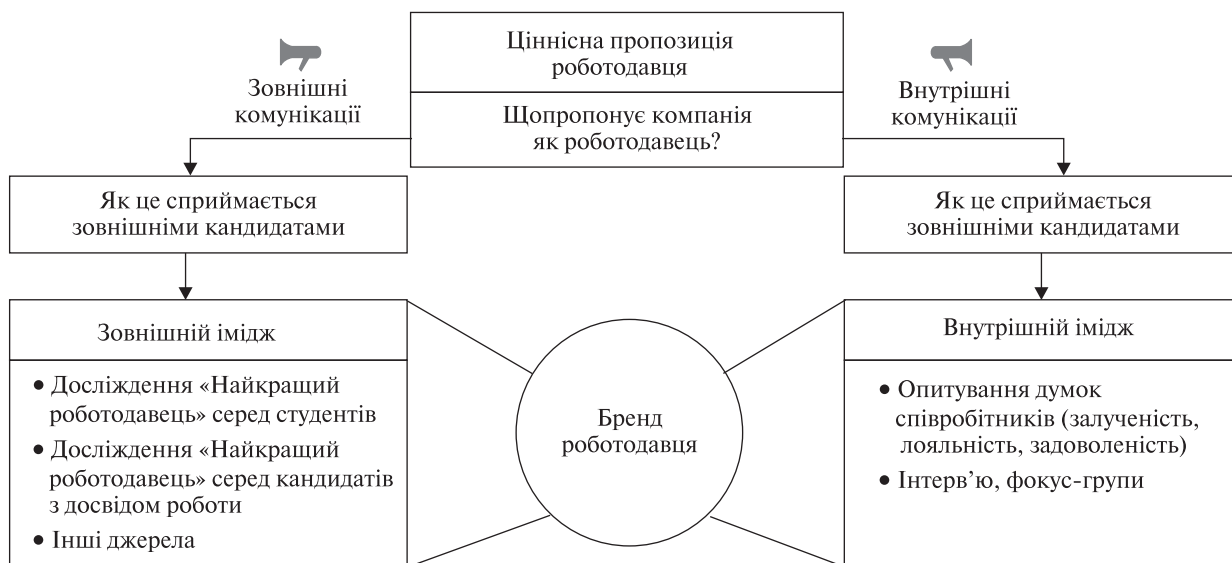 Ціннісна пропозиція
роботодавця
Зовнішні
комунікації
Внутрішні
комунікації
Щопропонує компанія
як роботодавець?
Як це сприймається
зовнішніми кандидатами
Як це сприймається
зовнішніми кандидатами
Зовнішній імідж
• Дослідження «Найкращий
роботодавець» серед студентів
• Дослідження «Найкращий
роботодавець» серед кандидатів
з досвідом роботи
• Інші джерела
Бренд
роботодавця
Внутрішній імідж
• Опитування думок
співробітників (залученість,
лояльність, задоволеність)
• Інтерв’ю, фокус-групи